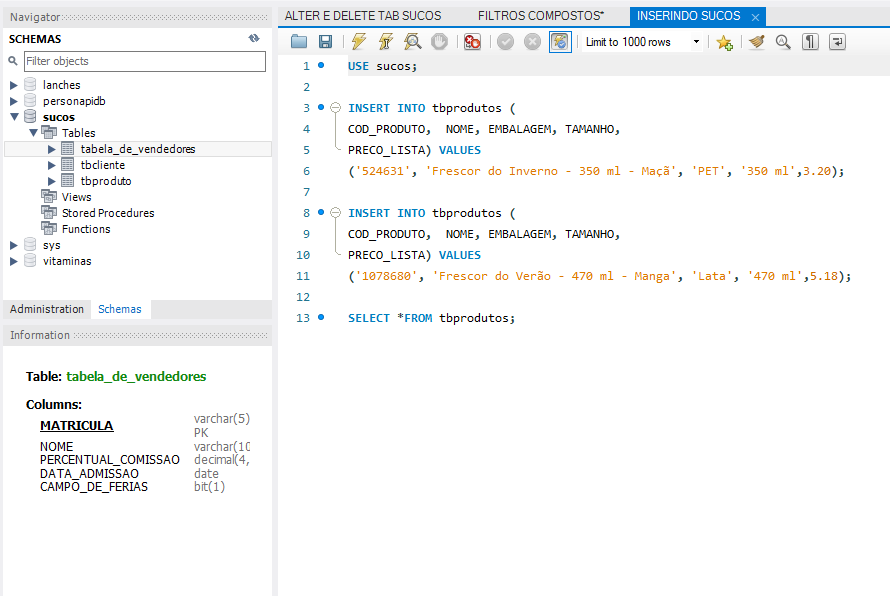 Navigator
SCHEMAS
Filter objects
lanches
personapidb
sucos
Tables
tabela_de_vendedores
tbcliente
tbproduto
Views
Stored Procedures
Functions
sys
vitaminas
Administration Schemas
Information
Table: tabela_de_vendedores
Columns:
MATRICULA varchar(5)
PK
NOME varchar(10
PERCENTUAL_COMISSAO decimal(4,
DATA_ADMISSAO date
CAMPO_DE_FERIAS bit(1)
ALTER E DELETE TAB SUCOS FILTROS COMPOSTOS* INSERINDO SUCOS
Limit to 1000 rows
1 USE sucos;
2
3 INSERT INTO tbprodutos (
4 COD_PRODUTO, NOME, EMBALAGEM, TAMANHO,
5 PRECO_LISTA) VALUES
6 ('524631', 'Frescor do Inverno - 350 ml - Maçã', 'PET', '350 ml',3.20);
7
8 INSERT INTO tbprodutos (
9 COD_PRODUTO, NOME, EMBALAGEM, TAMANHO,
10 PRECO_LISTA) VALUES
11 ('1078680', 'Frescor do Verão - 470 ml - Manga', 'Lata', '470 ml',5.18);
12
13 SELECT *FROM tbprodutos;